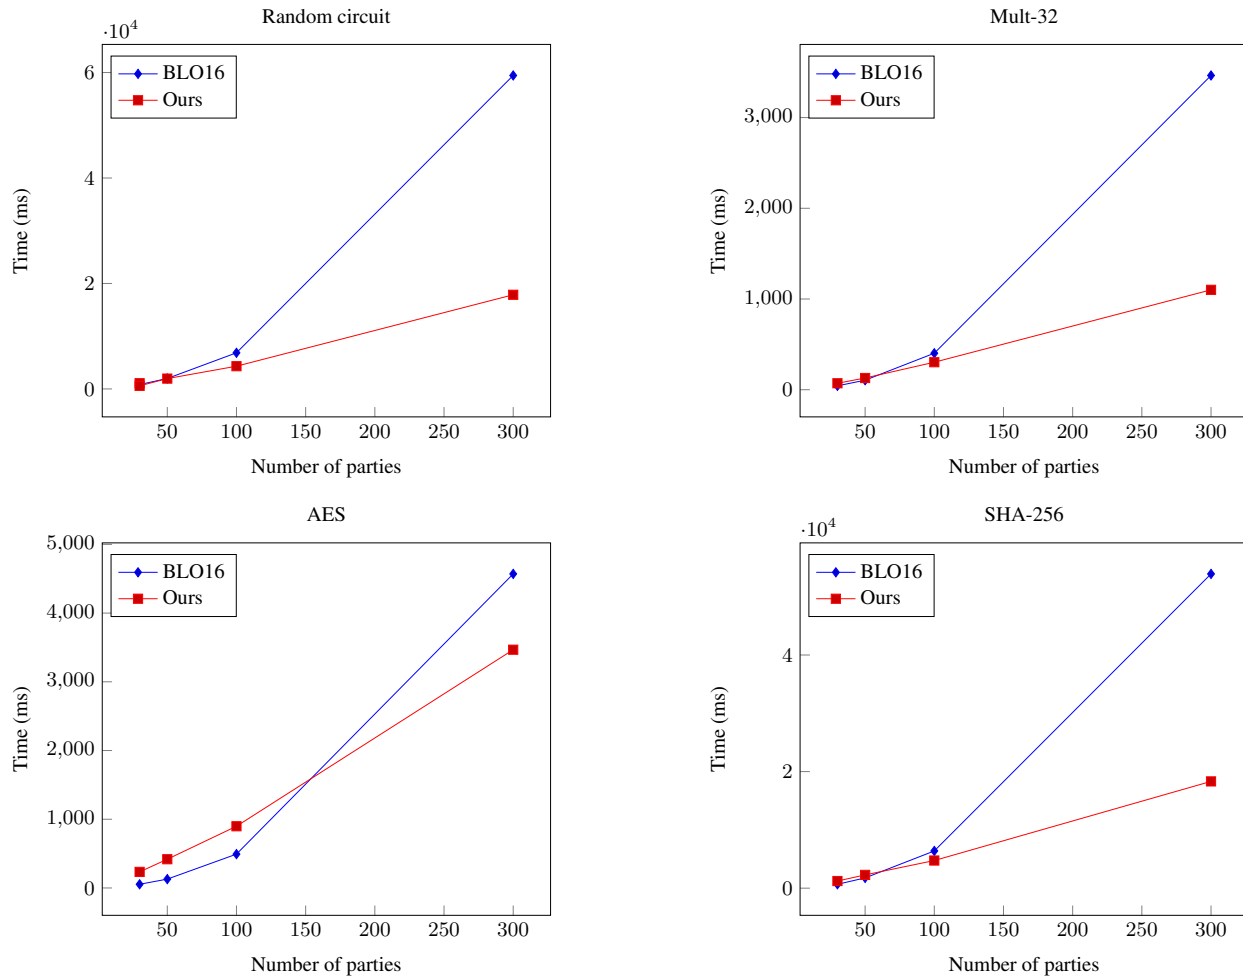 Random circuit
·10⁴
BLO16
Ours
6
4
2
0
Time (ms)
50 100 150 200 250 300
Number of parties
Mult-32
BLO16
Ours
3,000
2,000
1,000
0
Time (ms)
50 100 150 200 250 300
Number of parties
AES
BLO16
Ours
5,000
4,000
3,000
2,000
1,000
0
Time (ms)
50 100 150 200 250 300
Number of parties
SHA-256
·10⁴
BLO16
Ours
4
2
0
Time (ms)
50 100 150 200 250 300
Number of parties